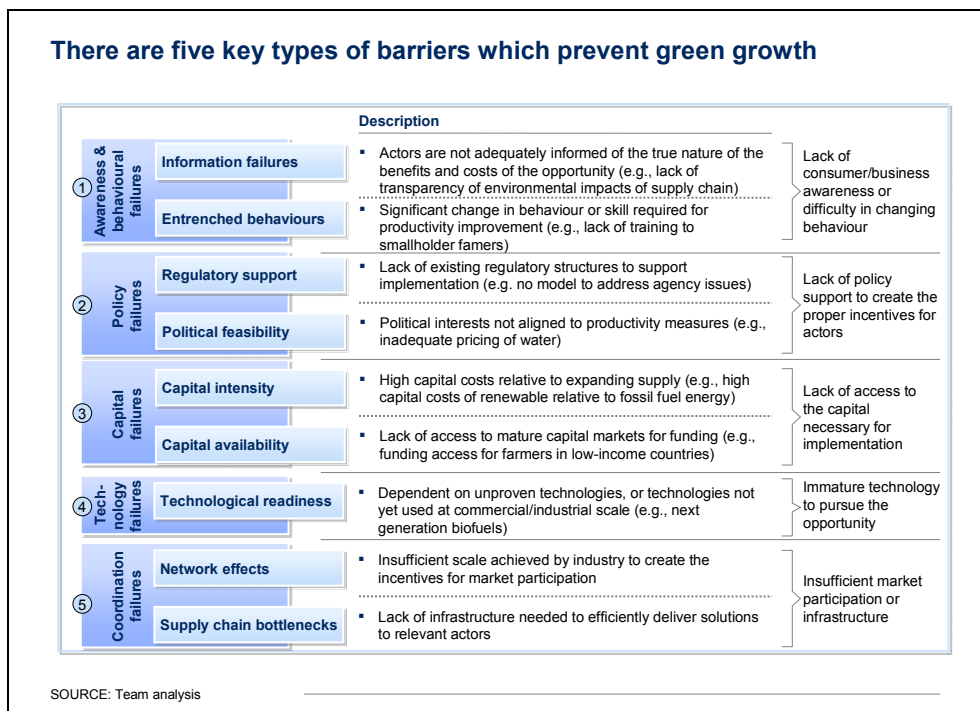 There are five key types of barriers which prevent green growth
Description
1
Awareness &
behavioural
failures
Information failures
▪ Actors are not adequately informed of the true nature of the
benefits and costs of the opportunity (e.g., lack of
transparency of environmental impacts of supply chain)
Entrenched behaviours
▪ Significant change in behaviour or skill required for
productivity improvement (e.g., lack of training to
smallholder famers)
Lack of
consumer/business
awareness or
difficulty in changing
behaviour
2
Policy
failures
Regulatory support
▪ Lack of existing regulatory structures to support
implementation (e.g. no model to address agency issues)
Political feasibility
▪ Political interests not aligned to productivity measures (e.g.,
inadequate pricing of water)
Lack of policy
support to create the
proper incentives for
actors
3
Capital
failures
Capital intensity
▪ High capital costs relative to expanding supply (e.g., high
capital costs of renewable relative to fossil fuel energy)
Capital availability
▪ Lack of access to mature capital markets for funding (e.g.,
funding access for farmers in low-income countries)
Lack of access to
the capital
necessary for
implementation
4
Tech-
nology
failures
Technological readiness
▪ Dependent on unproven technologies, or technologies not
yet used at commercial/industrial scale (e.g., next
generation biofuels)
Immature technology
to pursue the
opportunity
5
Coordination
failures
Network effects
▪ Insufficient scale achieved by industry to create the
incentives for market participation
Supply chain bottlenecks
▪ Lack of infrastructure needed to efficiently deliver solutions
to relevant actors
Insufficient market
participation or
infrastructure
SOURCE: Team analysis